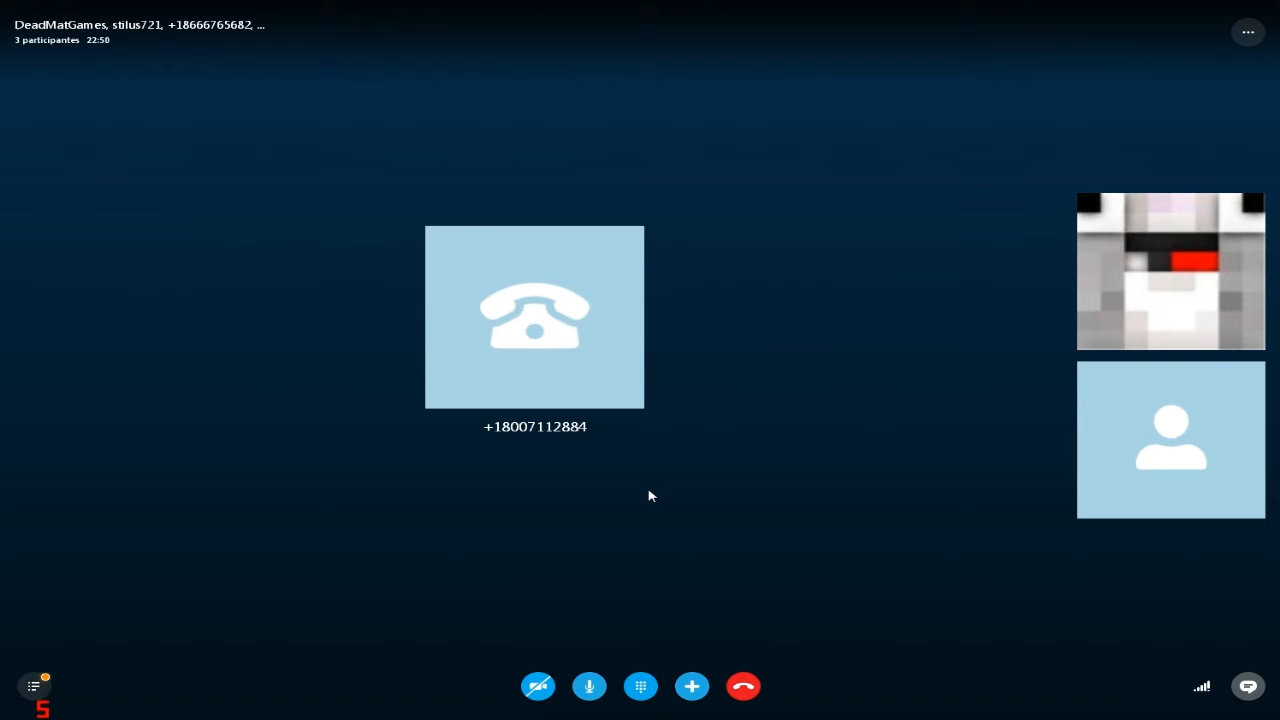 DeadMatGames, stilus721, +18666765682, ...
3 participantes 22:50
+18007112884
5